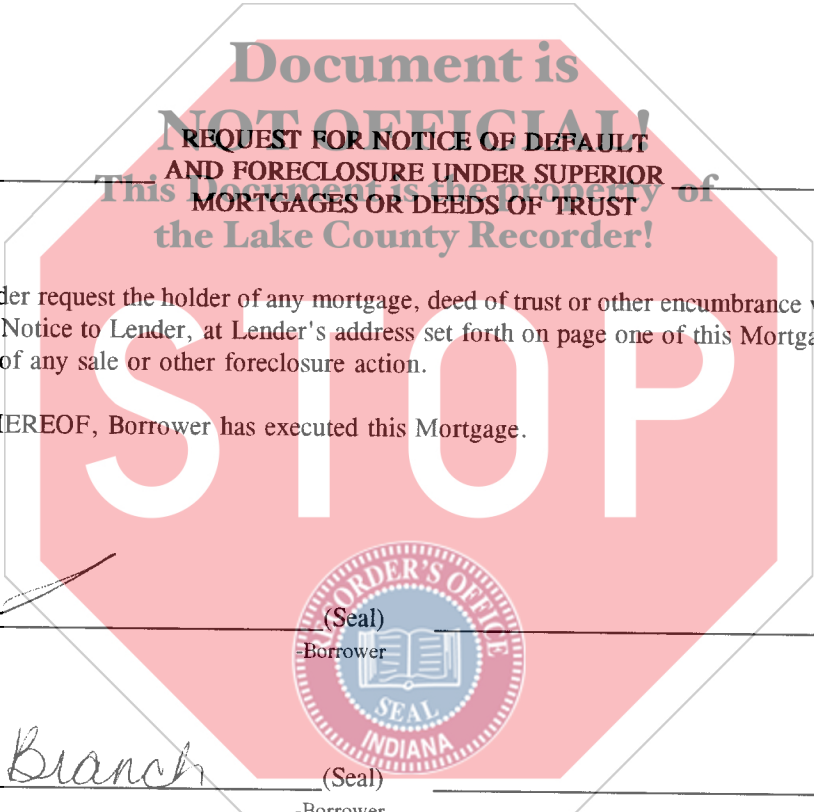 Document is
NOT OFFICIAL!
REQUEST FOR NOTICE OF DEFAULT
AND FORECLOSURE UNDER SUPERIOR
This Document is the property of
MORTGAGES OR DEEDS OF TRUST
the Lake County Recorder!
der request the holder of any mortgage, deed of trust or other encumbrance
Notice to Lender, at Lender's address set forth on page one of this Mortga
of any sale or other foreclosure action.
EREOF, Borrower has executed this Mortgage.
STOP
RECORDER'S OFFICE
(Seal)
-Borrower
SEAL
INDIANA
Branch
(Seal)
-Borrower